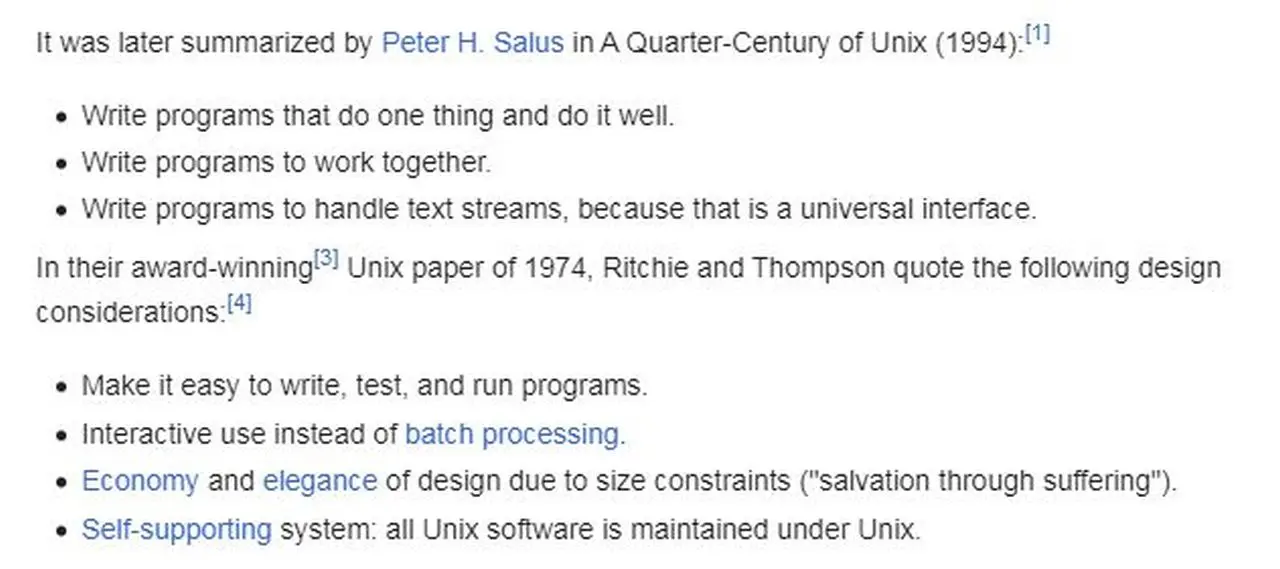 It was later summarized by Peter H. Salus in A Quarter-Century of Unix (1994):[1]
• Write programs that do one thing and do it well.
• Write programs to work together.
• Write programs to handle text streams, because that is a universal interface.
In their award-winning[3] Unix paper of 1974, Ritchie and Thompson quote the following design
considerations:[4]
• Make it easy to write, test, and run programs.
• Interactive use instead of batch processing.
• Economy and elegance of design due to size constraints ("salvation through suffering").
• Self-supporting system: all Unix software is maintained under Unix.